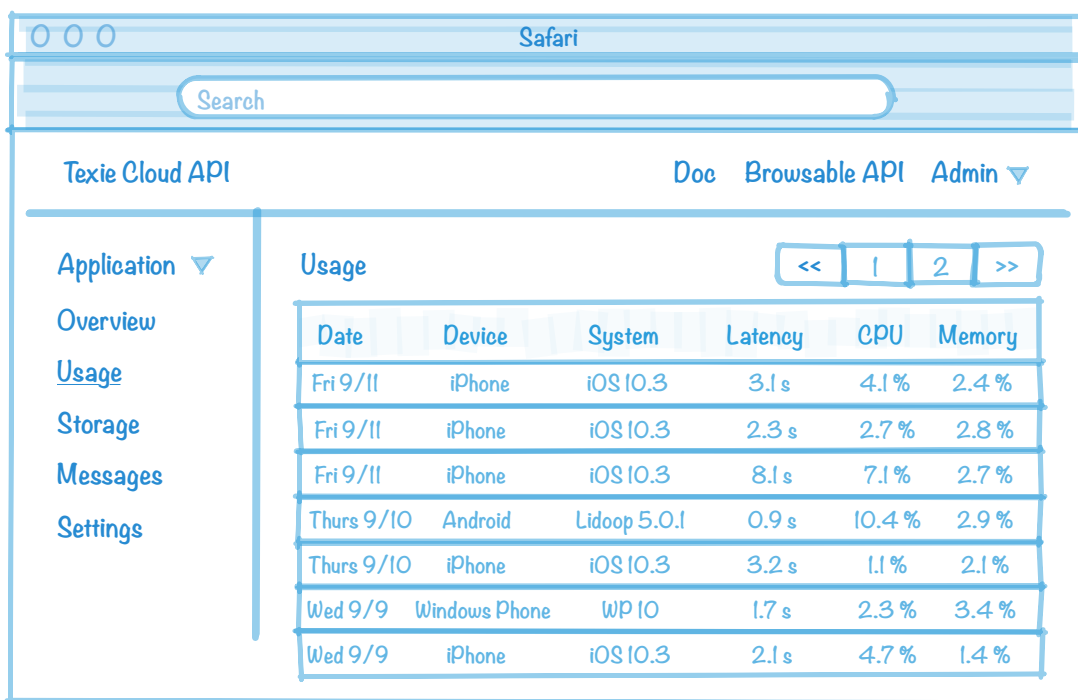 Safari
Search
Texie Cloud API Doc Browsable API Admin
Application
Overview
Usage
Storage
Messages
Settings
Usage << 1 2 >>
Date Device System Latency CPU Memory
Fri 9/11 iPhone iOS 10.3 3.1 s 4.1 % 2.4 %
Fri 9/11 iPhone iOS 10.3 2.3 s 2.7 % 2.8 %
Fri 9/11 iPhone iOS 10.3 8.1 s 7.1 % 2.7 %
Thurs 9/10 Android Lidoop 5.0.1 0.9 s 10.4 % 2.9 %
Thurs 9/10 iPhone iOS 10.3 3.2 s 1.1 % 2.1 %
Wed 9/9 Windows Phone WP 10 1.7 s 2.3 % 3.4 %
Wed 9/9 iPhone iOS 10.3 2.1 s 4.7 % 1.4 %